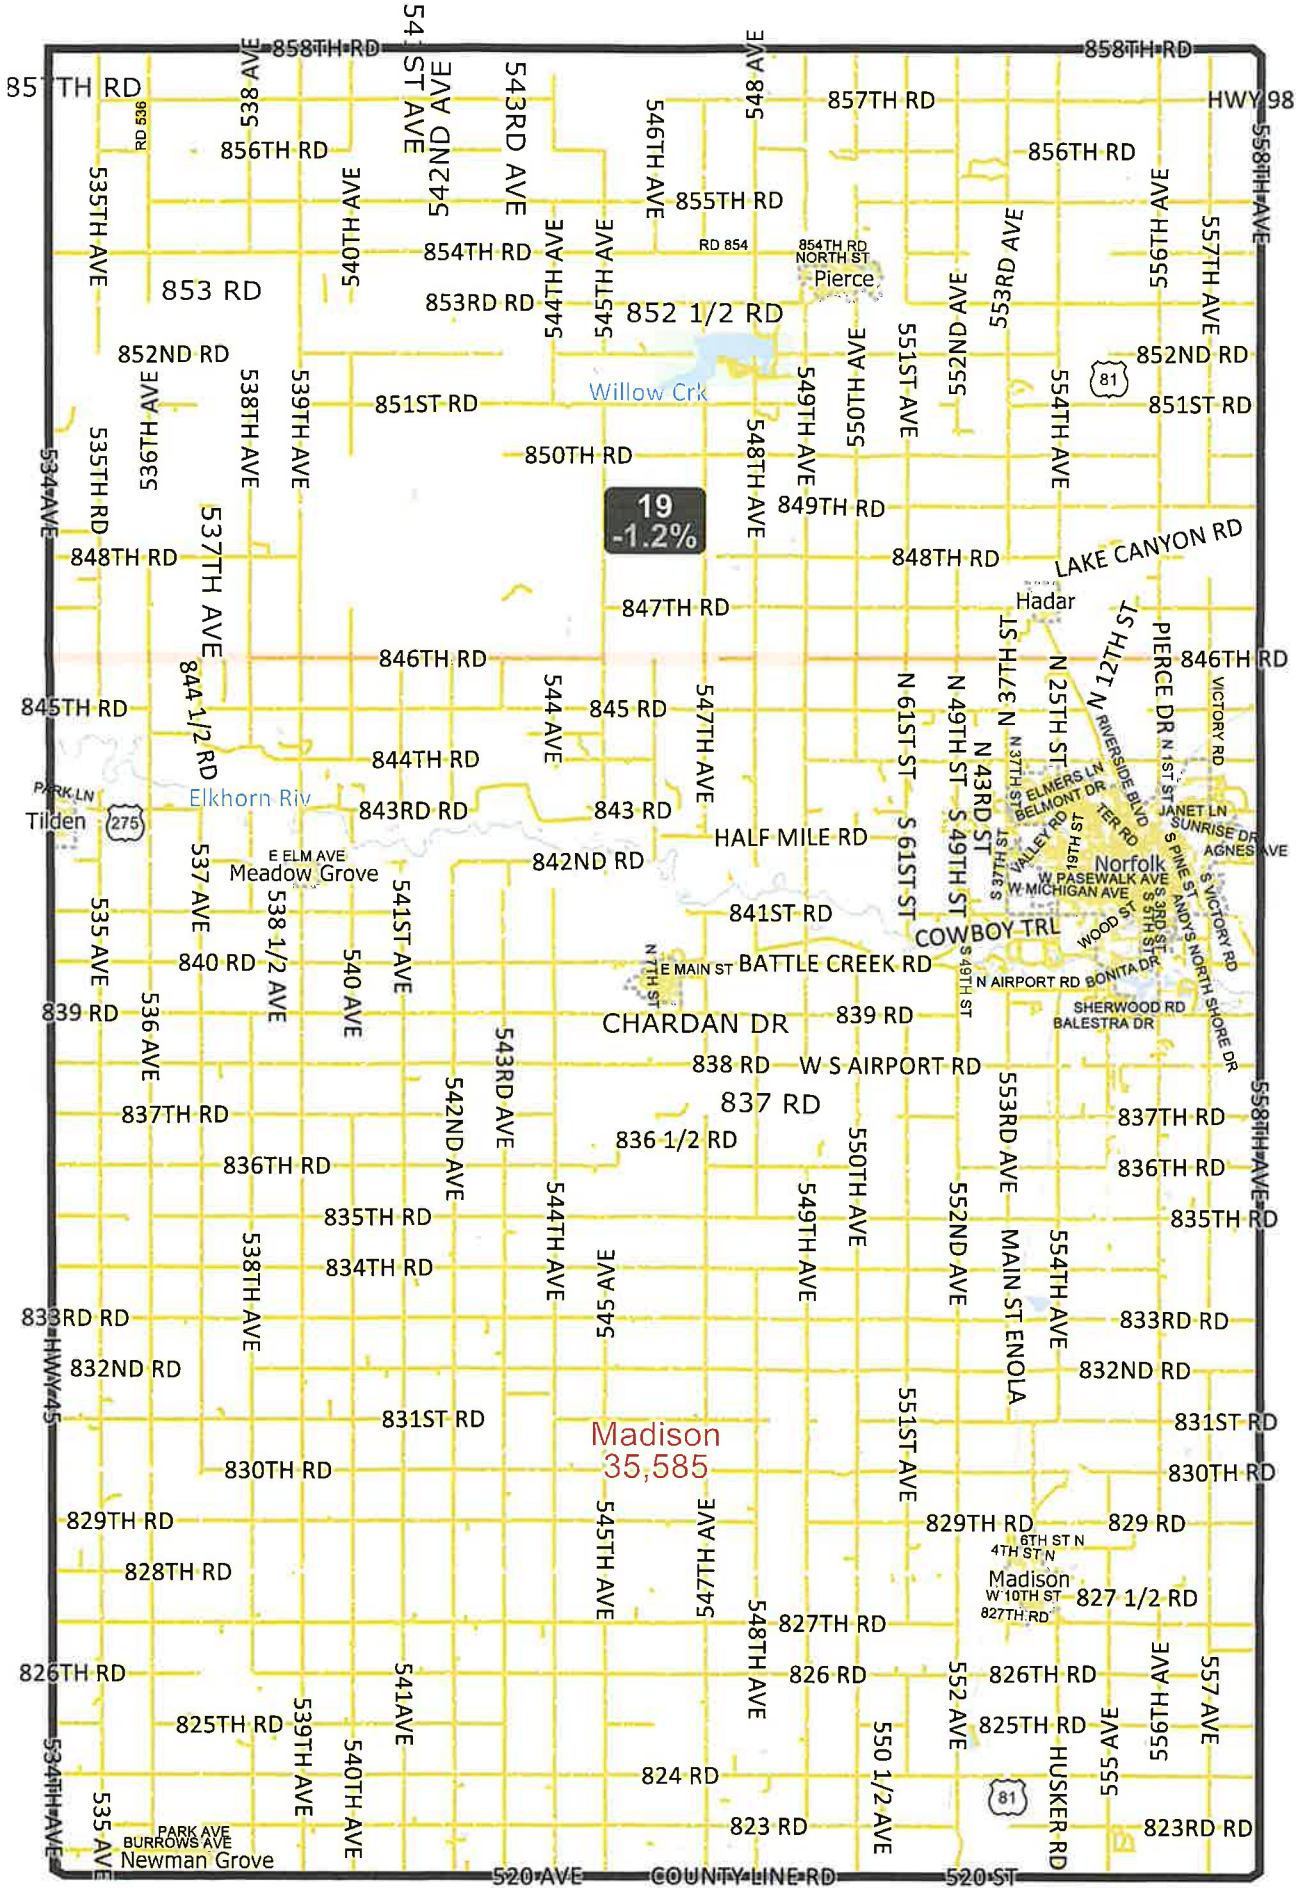 541ST AVE
858TH RD
858TH RD
538 AVE
548 AVE
857TH RD
RD 536
542ND AVE
543RD AVE
546TH AVE
857TH RD
HWY 98
856TH RD
856TH RD
558TH AVE
535TH AVE
540TH AVE
855TH RD
556TH AVE
557TH AVE
553RD AVE
854TH RD
544TH AVE
545TH AVE
RD 854
854TH RD
NORTH ST
Pierce
853 RD
853RD RD
852 1/2 RD
552ND AVE
852ND RD
550TH AVE
551ST AVE
852ND RD
81
536TH AVE
538TH AVE
539TH AVE
Willow Crk
549TH AVE
554TH AVE
851ST RD
851ST RD
535TH RD
534 AVE
850TH RD
548TH AVE
19
-1.2%
849TH RD
537TH AVE
848TH RD
848TH RD
LAKE CANYON RD
847TH RD
Hadar
N 37TH ST
N 12TH ST
PIERCE DR
846TH RD
846TH RD
844 1/2 RD
544 AVE
547TH AVE
N 61ST ST
N 49TH ST
N 25TH ST
VICTORY RD
845TH RD
845 RD
N 43RD ST
N 37TH ST
RIVERSIDE BLVD
N 1ST ST
844TH RD
ELMERS LN
BELMONT DR
PARK LN
Elkhorn Riv
Tilden
275
843RD RD
843 RD
JANET LN
SUNRISE DR
TER RD
S 61ST ST
S 49TH ST
S 37TH ST
VALLEY RD
19TH ST
HALF MILE RD
AGNES AVE
537 AVE
E ELM AVE
Meadow Grove
842ND RD
Norfolk
S PINE ST
W PASEWALK AVE
W MICHIGAN AVE
S VICTORY RD
538 1/2 AVE
541ST AVE
535 AVE
841ST RD
S 5TH ST
S 3RD ST
ANDYS NORTH SHORE DR
COWBOY TRL
WOOD ST
540 AVE
840 RD
N 7TH ST
E MAIN ST
BATTLE CREEK RD
S 49TH ST
N AIRPORT RD
BONITA DR
536 AVE
839 RD
CHARDAN DR
839 RD
SHERWOOD RD
BALESTRA DR
543RD AVE
838 RD
W S AIRPORT RD
542ND AVE
553RD AVE
558TH AVE
837TH RD
837 RD
837TH RD
836 1/2 RD
550TH AVE
836TH RD
836TH RD
544TH AVE
549TH AVE
552ND AVE
835TH RD
835TH RD
538TH AVE
545 AVE
MAIN ST ENOLA
554TH AVE
834TH RD
833RD RD
833RD RD
HWY 45
832ND RD
832ND RD
831ST RD
551ST AVE
831ST RD
Madison
35,585
830TH RD
830TH RD
545TH AVE
547TH AVE
829TH RD
829TH RD
829 RD
6TH ST N
4TH ST N
828TH RD
Madison
W 10TH ST
827TH RD
827 1/2 RD
548TH AVE
827TH RD
826TH RD
541AVE
826 RD
552 AVE
826TH RD
556TH AVE
557 AVE
825TH RD
539TH AVE
550 1/2 AVE
825TH RD
555 AVE
534TH AVE
540TH AVE
824 RD
HUSKER RD
81
535 AVE
823 RD
823RD RD
PARK AVE
BURROWS AVE
Newman Grove
520 AVE
COUNTY LINE RD
520 ST